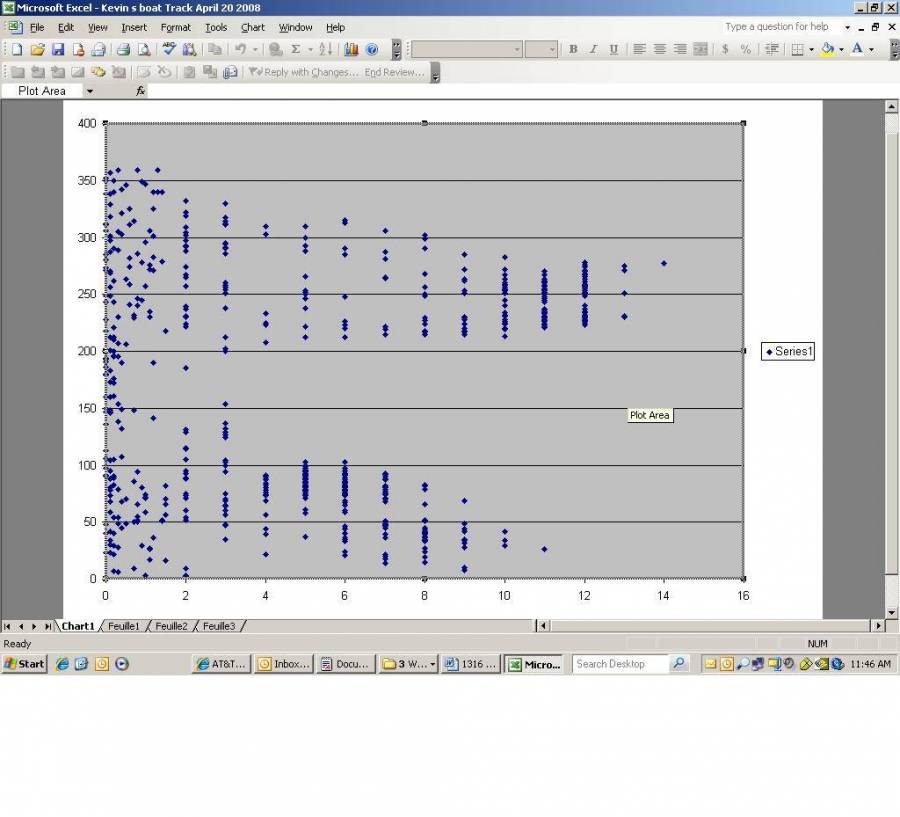 Microsoft Excel - Kevin s boat Track April 20 2008
File Edit View Insert Format Tools Chart Window Help Type a question for help
Reply with Changes... End Review...
Plot Area fx
400
350
300
250
200
150
100
50
0
0 2 4 6 8 10 12 14 16
Series1
Plot Area
Chart1 Feuille1 Feuille2 Feuille3
Ready NUM
Start AT&T... Inbox... Docu... 3 W... 1316 ... Micro... Search Desktop 11:46 AM